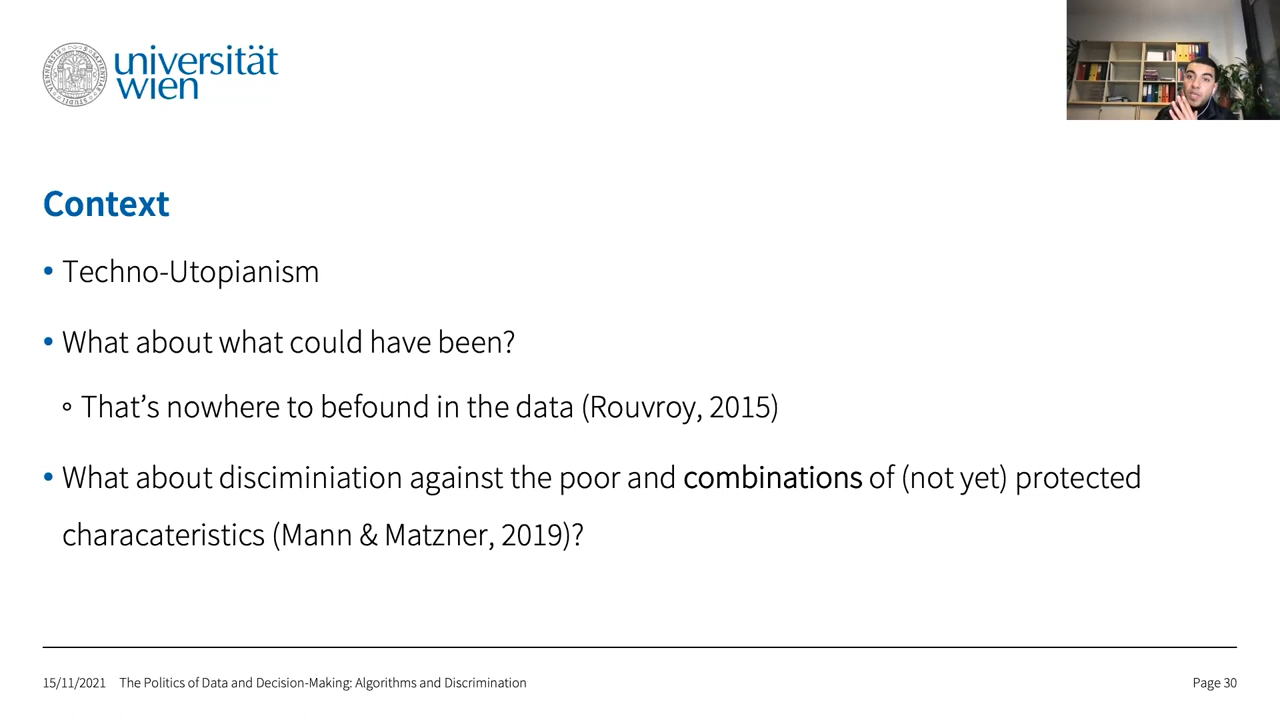 universität
wien
Context
• Techno-Utopianism
• What about what could have been?
∘ That’s nowhere to befound in the data (Rouvroy, 2015)
• What about disciminiation against the poor and combinations of (not yet) protected
characateristics (Mann & Matzner, 2019)?
15/11/2021 The Politics of Data and Decision-Making: Algorithms and Discrimination Page 30